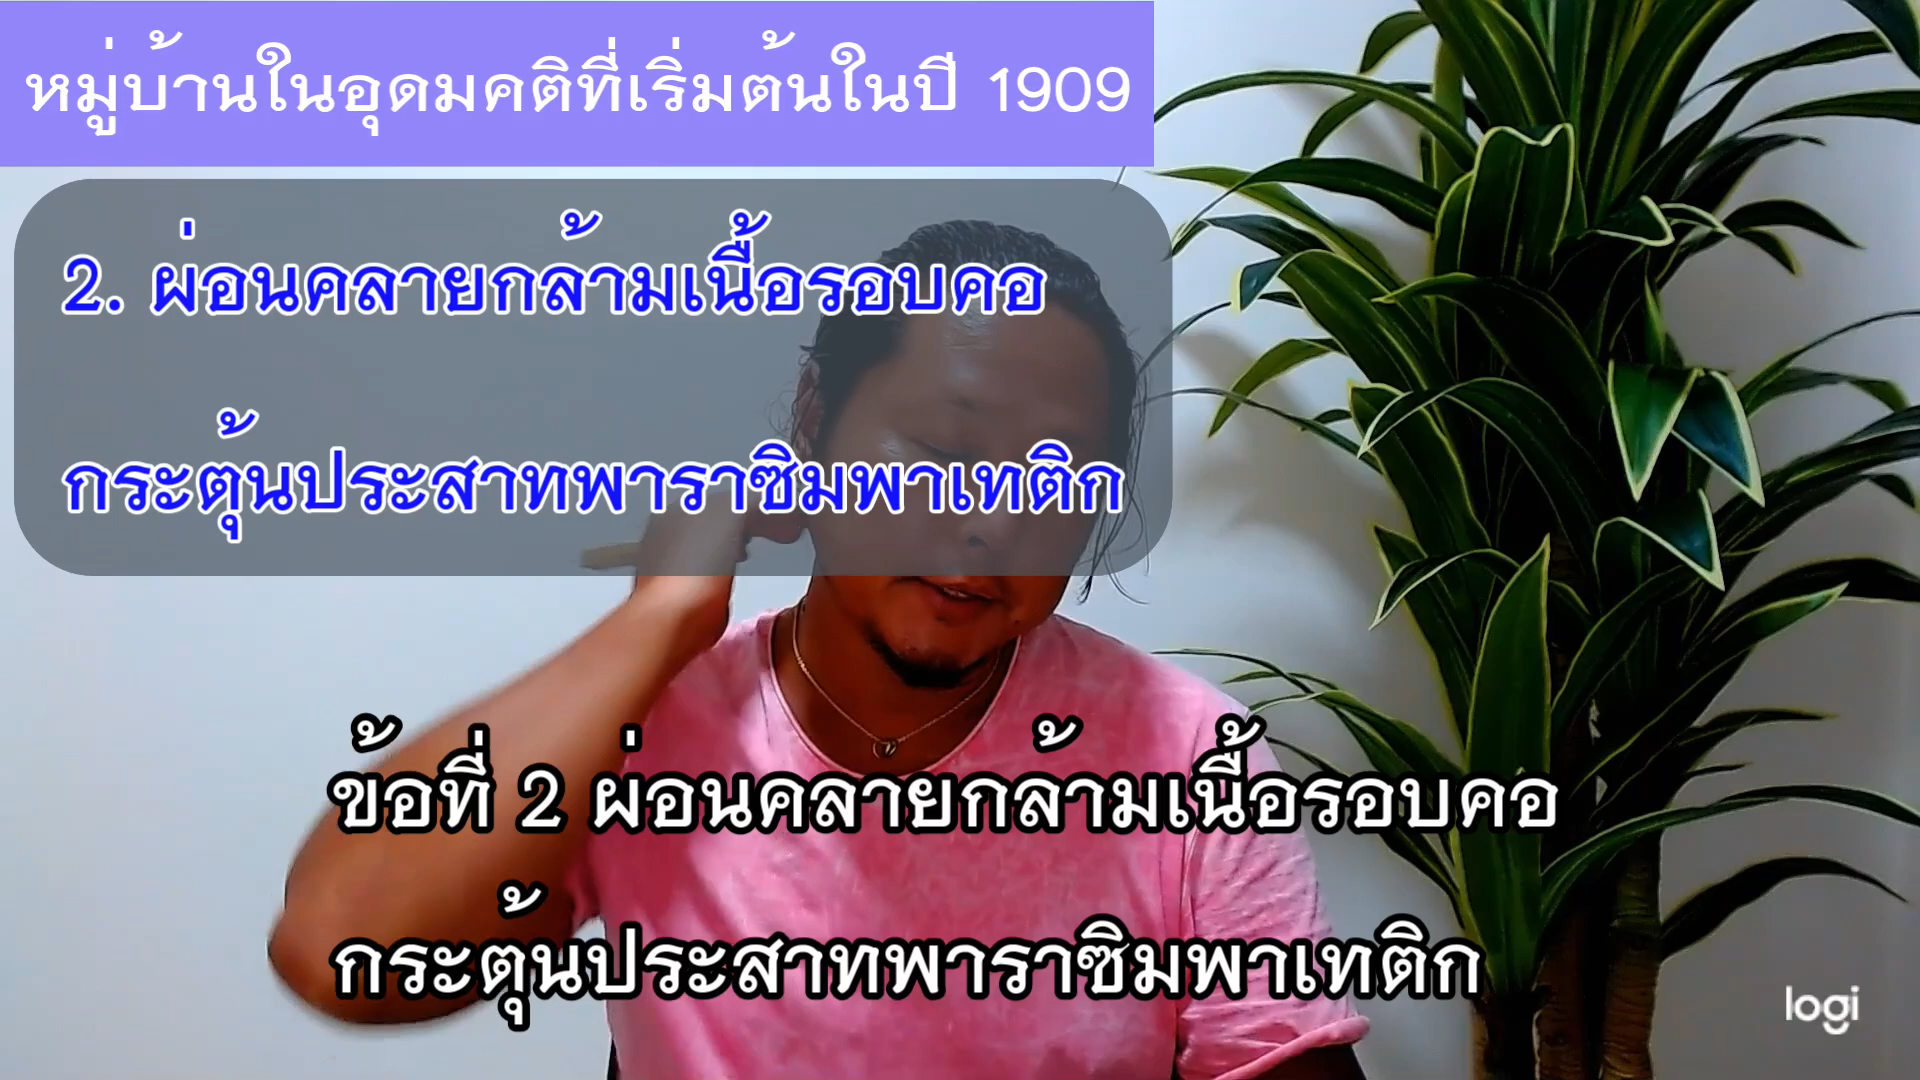 หมู่บ้านในอุดมคติที่เริ่มต้นในปี 1909
2. ผ่อนคลายกล้ามเนื้อรอบคอ
กระตุ้นประสาทพาราซิมพาเทติก
ข้อที่ 2 ผ่อนคลายกล้ามเนื้อรอบคอ
กระตุ้นประสาทพาราซิมพาเทติก
logi